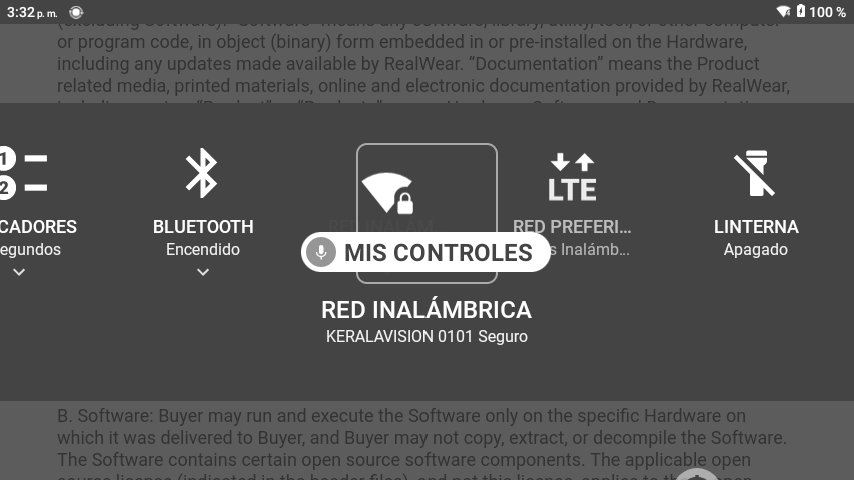 3:32 p. m.
100 %
or program code, in object (binary) form embedded in or pre-installed on the Hardware,
including any updates made available by RealWear. “Documentation” means the Product
related media, printed materials, online and electronic documentation provided by RealWear,
1
2
CADORES
egundos
BLUETOOTH
Encendido
RED INALÁM
LTE
RED PREFERI...
s Inalámb...
LINTERNA
Apagado
MIS CONTROLES
RED INALÁMBRICA
KERALAVISION 0101 Seguro
B. Software: Buyer may run and execute the Software only on the specific Hardware on
which it was delivered to Buyer, and Buyer may not copy, extract, or decompile the Software.
The Software contains certain open source software components. The applicable open